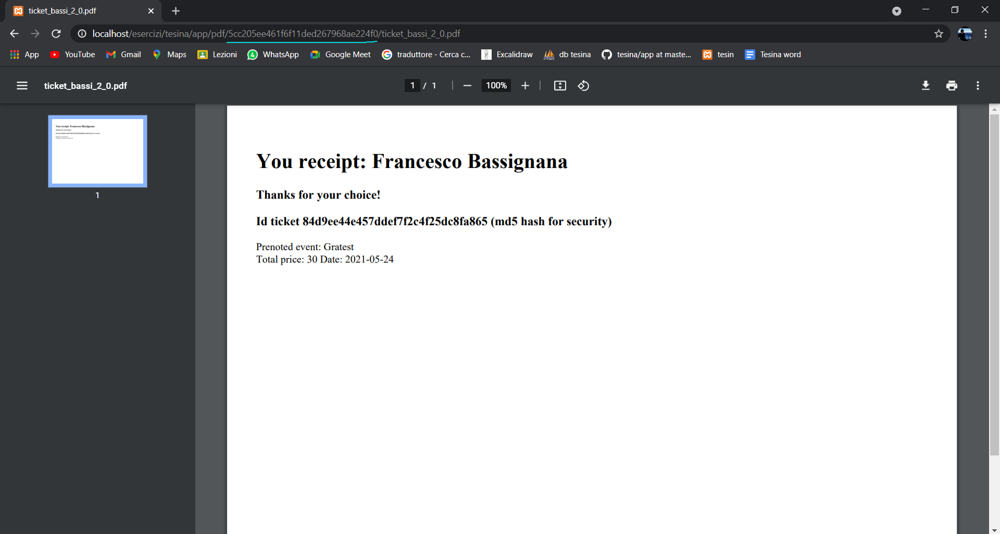 ticket_bassi_2_0.pdf
localhost/esercizi/tesina/app/pdf/5cc205ee461f6f11ded267968ae224f0/ticket_bassi_2_0.pdf
App YouTube Gmail Maps Lezioni WhatsApp Google Meet traduttore - Cerca c... Excalidraw db tesina tesina/app at maste... tesin Tesina word
ticket_bassi_2_0.pdf 1 / 1 100%
You receipt: Francesco Bassignana
Thanks for your choice!
Id ticket 84d9ee44e457ddef7f2c4f25dc8fa865 (md5 hash for security)
Prenoted event: Gratest
Total price: 30 Date: 2021-05-24
1